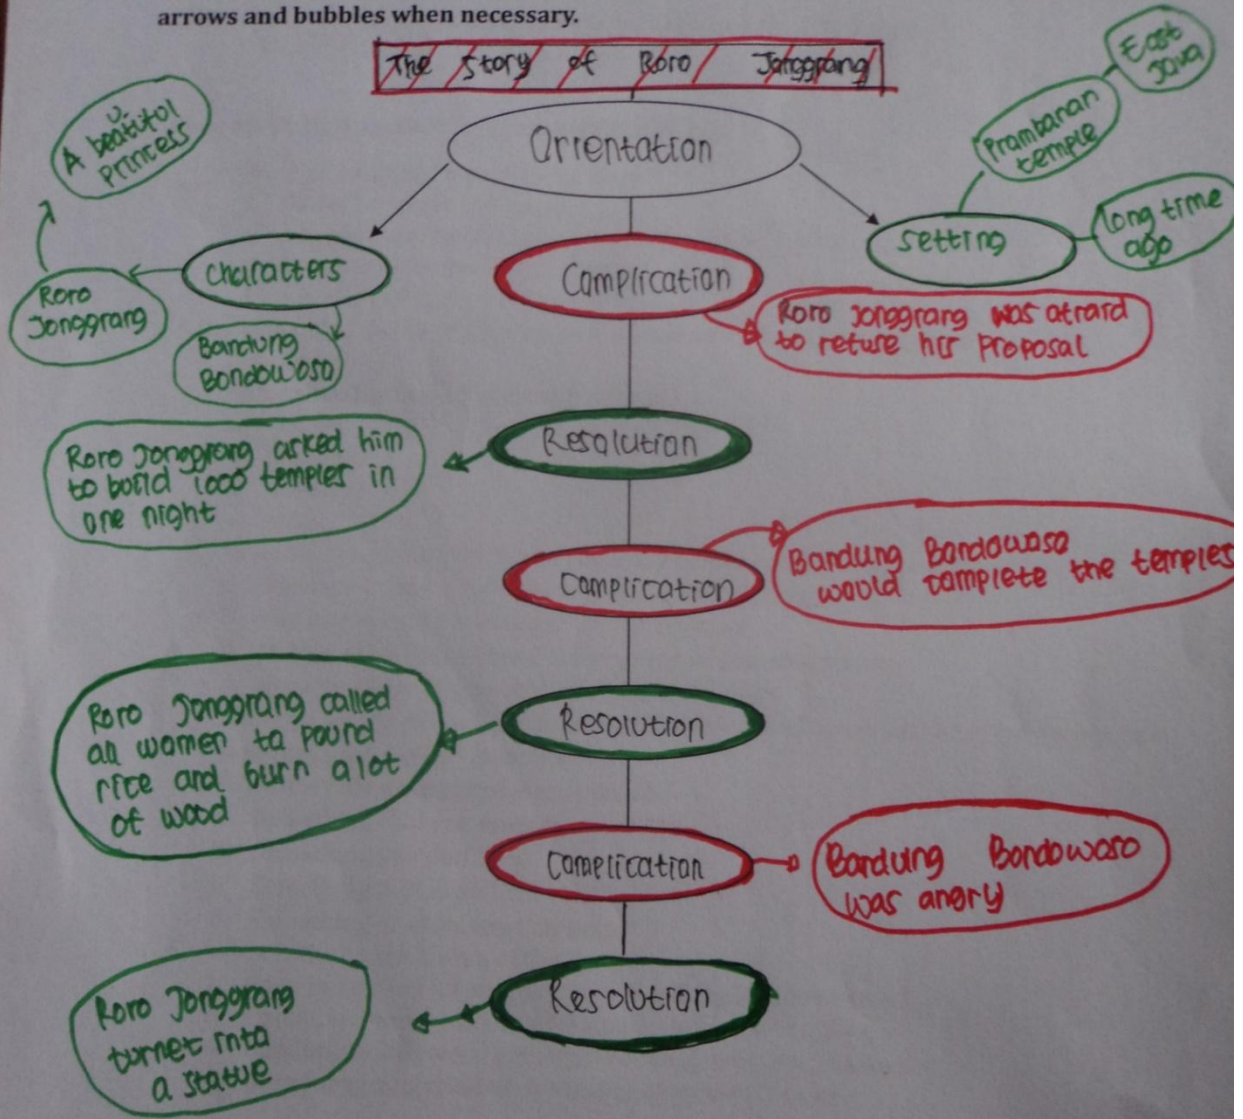 arrows and bubbles when necessary.
The Story of Roro Jonggrang
East
Java
Prambanan
temple
A beatiful
u
princess
Orientation
long time
ago
setting
characters
Complication
Roro
Jonggrang
Roro Jonggrang was afraid
to refuse his proposal
Bandung
Bondowoso
Resolution
Roro Jonggrang asked him
to build 1000 temples in
one night
Complication
Bandung Bondowoso
would complete the temples
Resolution
Roro Jonggrang called
all women to pound
rice and burn a lot
of wood
Complication
Bandung Bondowoso
was angry
Resolution
Roro Jonggrang
turnet into
a statue